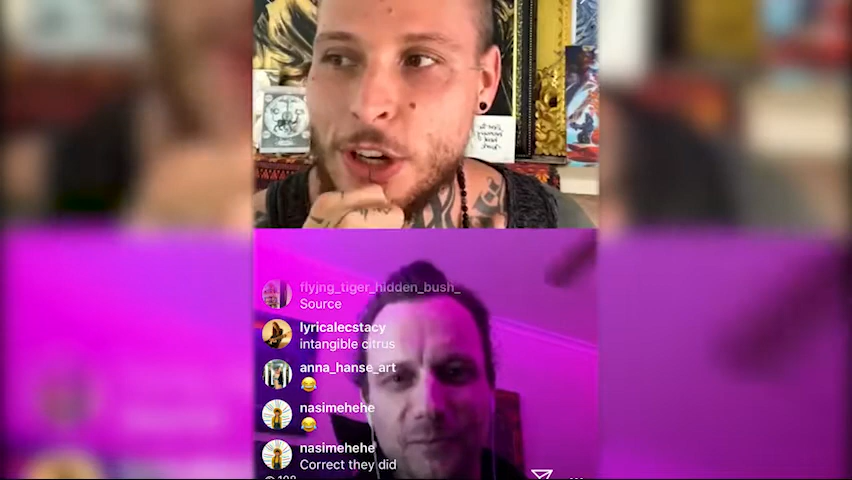 flyjng_tiger_hidden_bush_
Source
lyricalecstacy
intangible citrus
anna_hanse_art
😂
nasimehehe
😂
nasimehehe
Correct they did